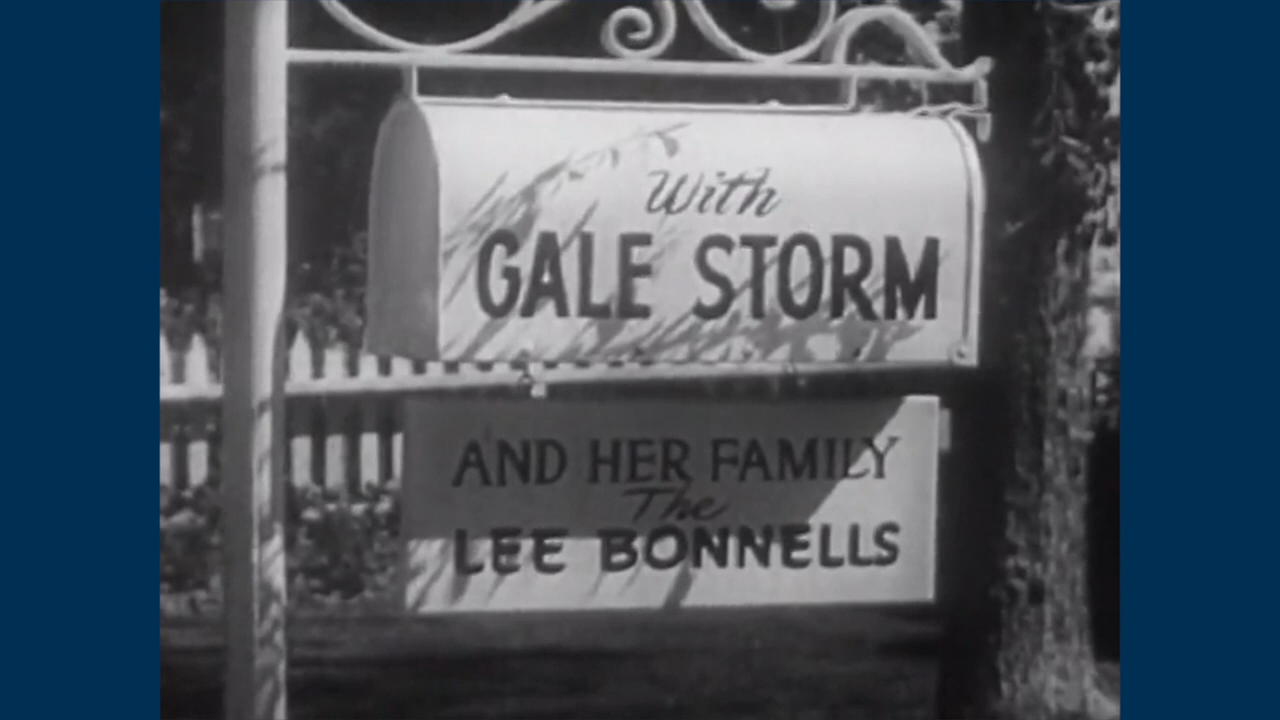 With
GALE STORM
AND HER FAMILY
The
LEE BONNELLS